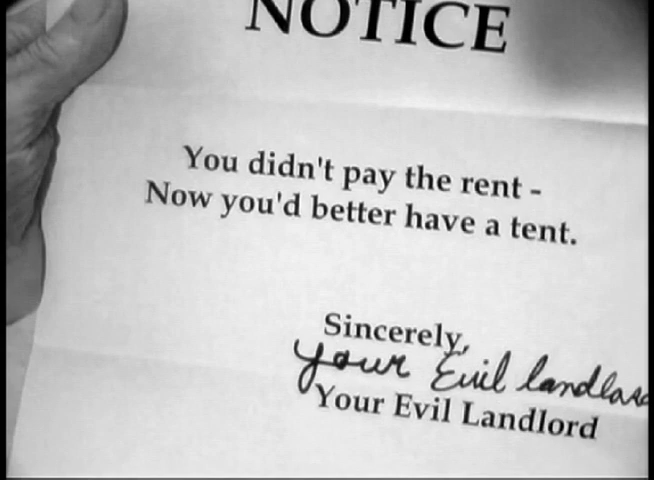 NOTICE
You didn't pay the rent -
Now you'd better have a tent.
Sincerely,
your Evil landlord
Your Evil Landlord